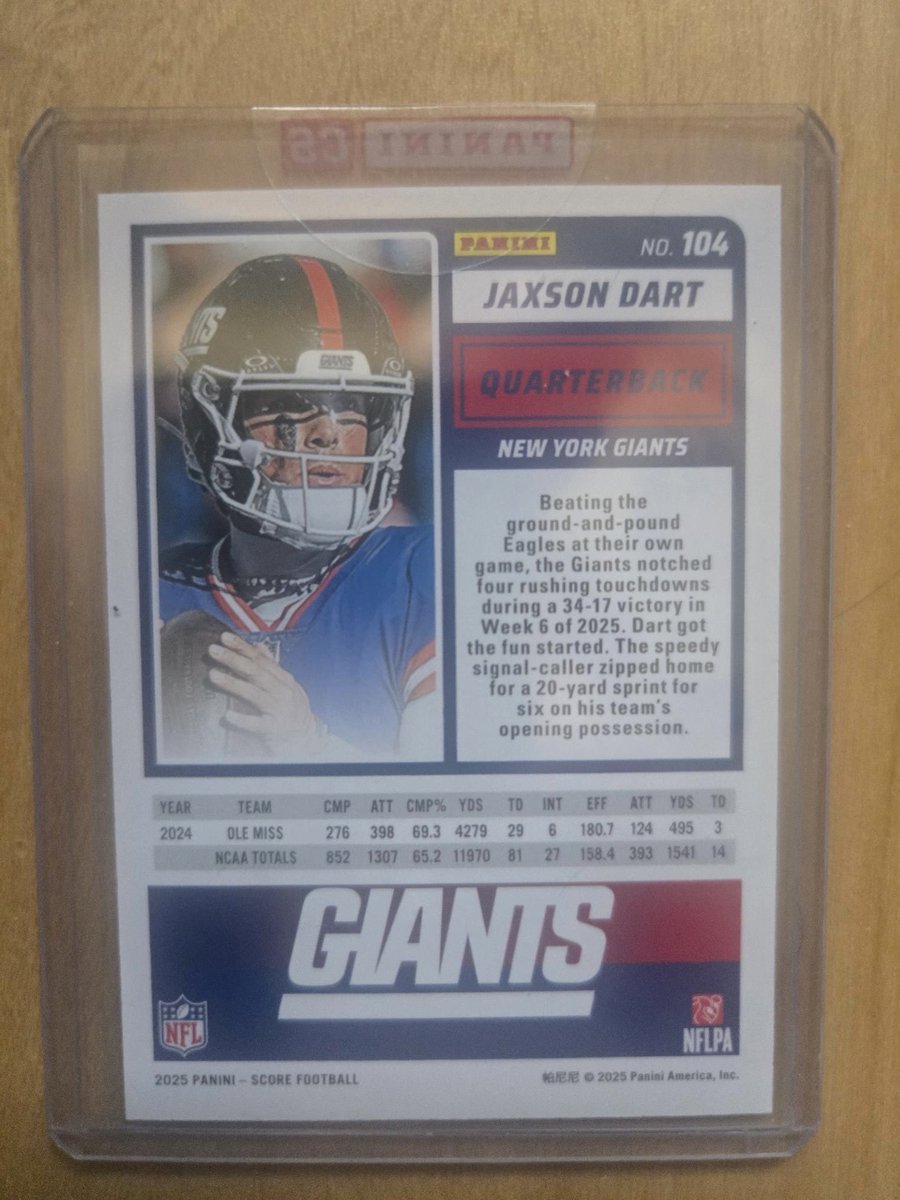 PANINI
NO. 104
JAXSON DART
QUARTERBACK
NEW YORK GIANTS
Beating the
ground-and-pound
Eagles at their own
game, the Giants notched
four rushing touchdowns
during a 34-17 victory in
Week 6 of 2025. Dart got
the fun started. The speedy
signal-caller zipped home
for a 20-yard sprint for
six on his team's
opening possession.
GIANTS
YEAR TEAM CMP ATT CMP% YDS TD INT EFF ATT YDS TD
2024 OLE MISS 276 398 69.3 4279 29 6 180.7 124 495 3
NCAA TOTALS 852 1307 65.2 11970 81 27 158.4 393 1541 14
GIANTS
NFL
NFLPA
2025 PANINI – SCORE FOOTBALL
帕尼尼 © 2025 Panini America, Inc.